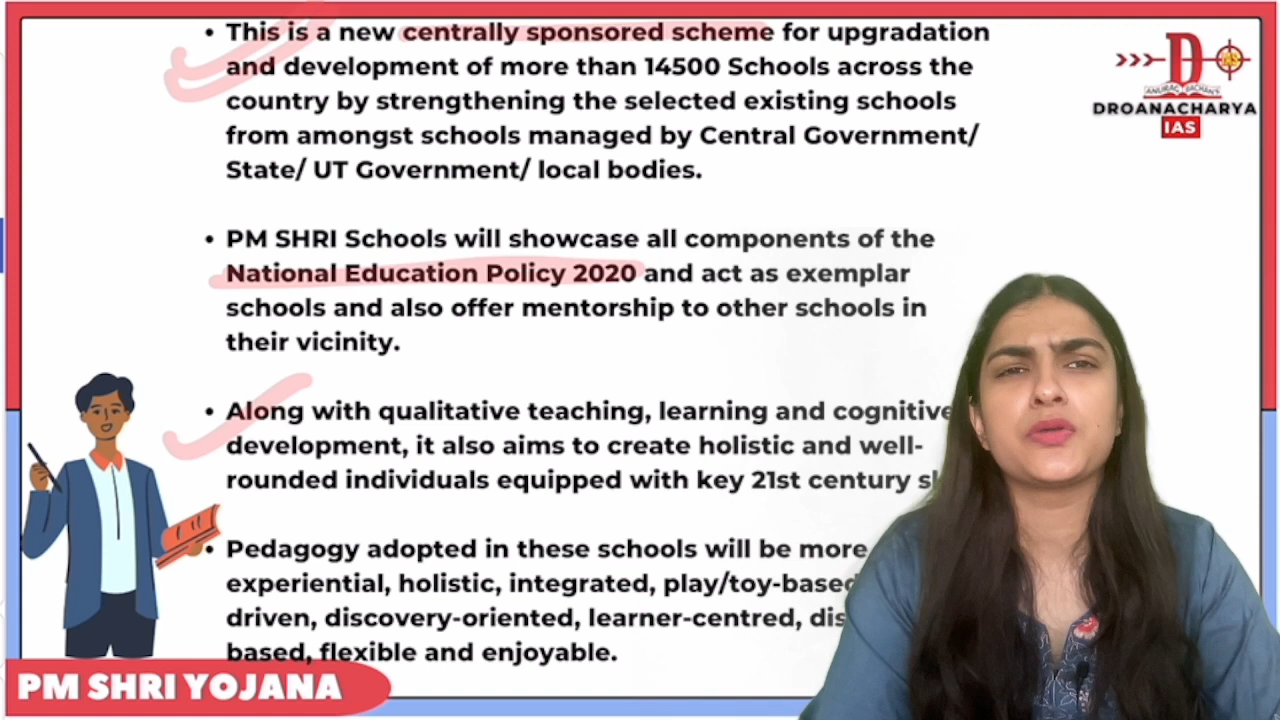 • This is a new centrally sponsored scheme for upgradation
and development of more than 14500 Schools across the
country by strengthening the selected existing schools
from amongst schools managed by Central Government/
State/ UT Government/ local bodies.
• PM SHRI Schools will showcase all components of the
National Education Policy 2020 and act as exemplar
schools and also offer mentorship to other schools in
their vicinity.
• Along with qualitative teaching, learning and cognitive
development, it also aims to create holistic and well-
rounded individuals equipped with key 21st century
• Pedagogy adopted in these schools will be more
experiential, holistic, integrated, play/toy-based
driven, discovery-oriented, learner-centred,
based, flexible and enjoyable.
PM SHRI YOJANA
D
ANURAG BACHAN'S
DROANACHARYA
IAS